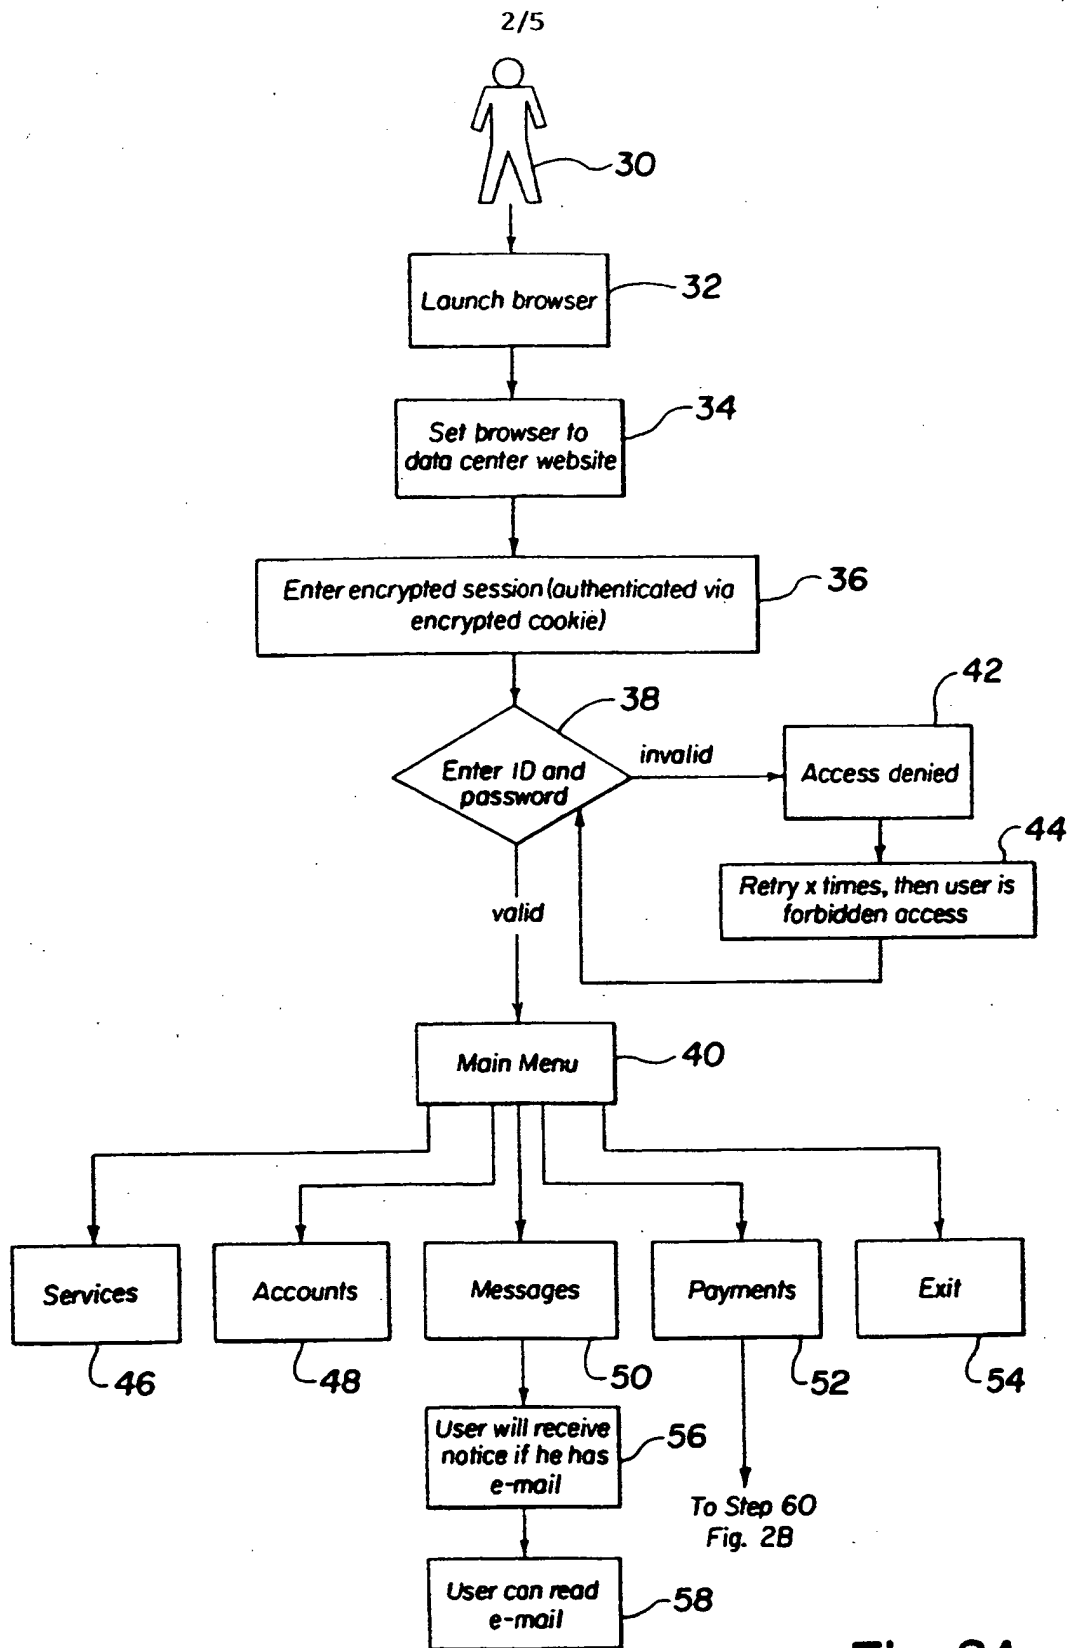 2/5
30
Launch browser
32
Set browser to
data center website
34
Enter encrypted session (authenticated via
encrypted cookie)
36
38
Enter ID and
password
invalid
42
Access denied
44
Retry x times, then user is
forbidden access
valid
Main Menu
40
Services
Accounts
Messages
Payments
Exit
46
48
50
52
54
User will receive
notice if he has
e-mail
56
To Step 60
Fig. 2B
User can read
e-mail
58